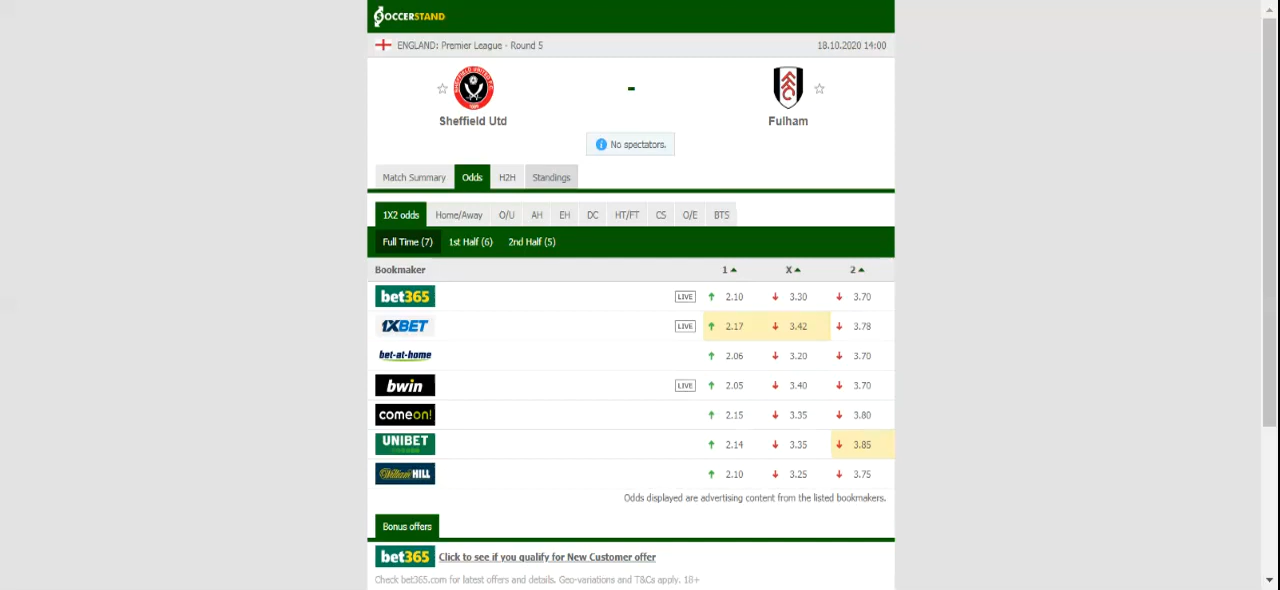 SOCCERSTAND
ENGLAND: Premier League - Round 5 18.10.2020 14:00
-
Sheffield Utd Fulham
No spectators.
Match Summary Odds H2H Standings
1X2 odds Home/Away O/U AH EH DC HT/FT CS O/E BTS
Full Time (7) 1st Half (6) 2nd Half (5)
Bookmaker 1 X 2
bet365 LIVE 2.10 3.30 3.70
1XBET LIVE 2.17 3.42 3.78
bet-at-home 2.06 3.20 3.70
bwin LIVE 2.05 3.40 3.70
comeon! 2.15 3.35 3.80
UNIBET 2.14 3.35 3.85
William HILL 2.10 3.25 3.75
Odds displayed are advertising content from the listed bookmakers.
Bonus offers
bet365 Click to see if you qualify for New Customer offer
Check bet365.com for latest offers and details. Geo-variations and T&Cs apply. 18+